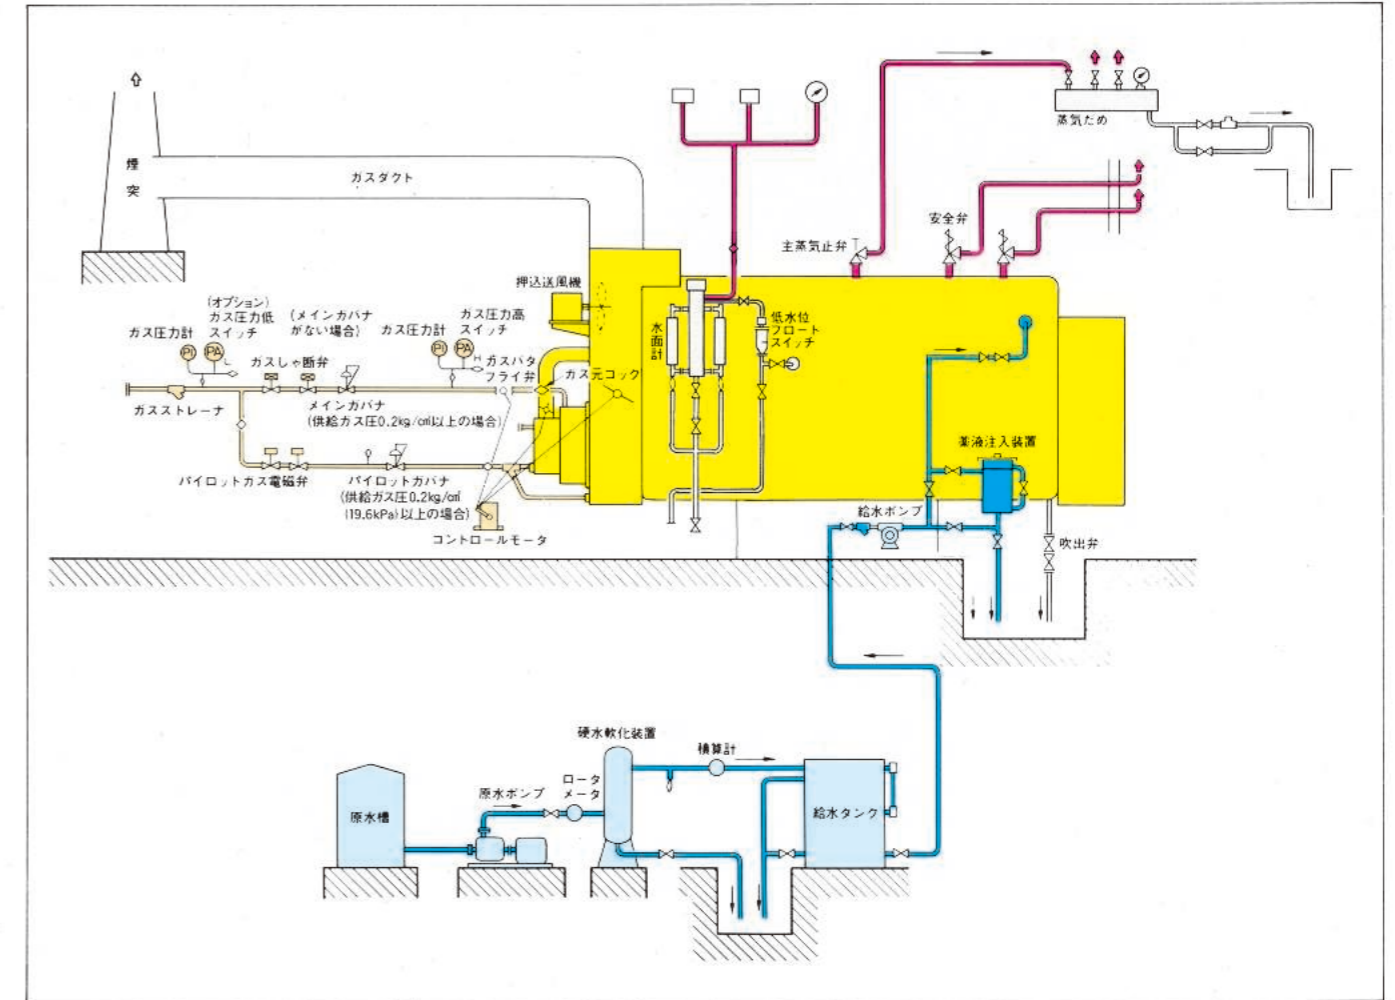 蒸気ため
煙
突
ガスダクト
安全弁
主蒸気止弁
押込送風機
(オプション)
ガス圧力低
スイッチ
(メインガバナ
がない場合)
ガス圧力計
ガス圧力高
スイッチ
ガス圧力計
PI
PA
L
PI
PA
H
ガスしゃ断弁
ガスバタ
フライ弁
ガス元コック
水面計
低水位
フロート
スイッチ
ガスストレーナ
メインガバナ
(供給ガス圧0.2kg/c㎡以上の場合)
パイロットガス電磁弁
パイロットガバナ
(供給ガス圧0.2kg/c㎡
(19.6kPa)以上の場合)
コントロールモータ
薬液注入装置
給水ポンプ
吹出弁
硬水軟化装置
積算計
ロータ
メータ
原水ポンプ
原水槽
給水タンク